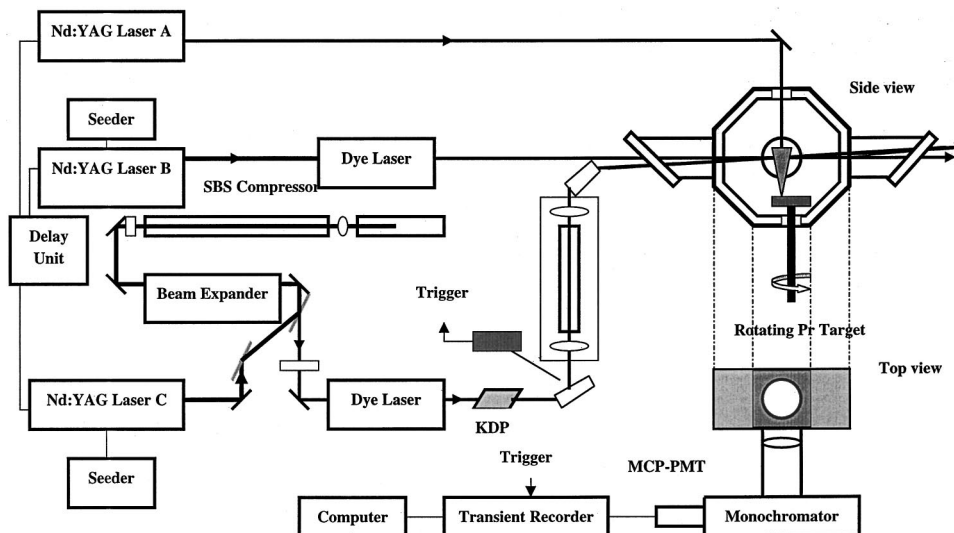 Nd:YAG Laser A
Side view
Seeder
Nd:YAG Laser B
Dye Laser
SBS Compressor
Delay
Unit
Beam Expander
Trigger
Rotating Pr Target
Top view
Nd:YAG Laser C
Dye Laser
KDP
Seeder
Trigger
MCP-PMT
Computer
Transient Recorder
Monochromator